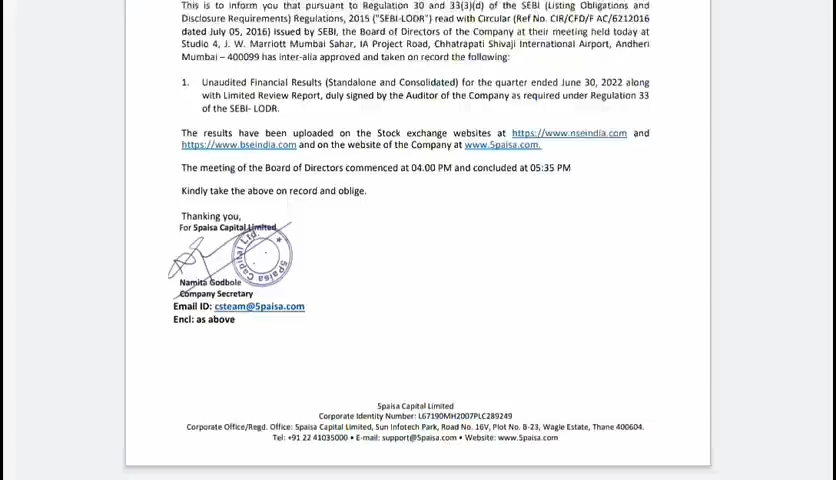 This is to inform you that pursuant to Regulation 30 and 33(3)(d) of the SEBI (Listing Obligations and
Disclosure Requirements) Regulations, 2015 ("SEBI-LODR") read with Circular (Ref No. CIR/CFD/F AC/6212016
dated July 05, 2016) issued by SEBI, the Board of Directors of the Company at their meeting held today at
Studio 4, J. W. Marriott Mumbai Sahar, IA Project Road, Chhatrapati Shivaji International Airport, Andheri
Mumbai – 400099 has inter-alia approved and taken on record the following:
1. Unaudited Financial Results (Standalone and Consolidated) for the quarter ended June 30, 2022 along
with Limited Review Report, duly signed by the Auditor of the Company as required under Regulation 33
of the SEBI- LODR.
The results have been uploaded on the Stock exchange websites at https://www.nseindia.com and
https://www.bseindia.com and on the website of the Company at www.5paisa.com.
The meeting of the Board of Directors commenced at 04.00 PM and concluded at 05:35 PM
Kindly take the above on record and oblige.
Thanking you,
For 5paisa Capital Limited
5paisa Capital Ltd.
Namita Godbole
Company Secretary
Email ID: csteam@5paisa.com
Encl: as above
5paisa Capital Limited
Corporate Identity Number: L67190MH2007PLC289249
Corporate Office/Regd. Office: 5paisa Capital Limited, Sun Infotech Park, Road No. 16V, Plot No. B-23, Wagle Estate, Thane 400604.
Tel: +91 22 41035000 • E-mail: support@5paisa.com • Website: www.5paisa.com